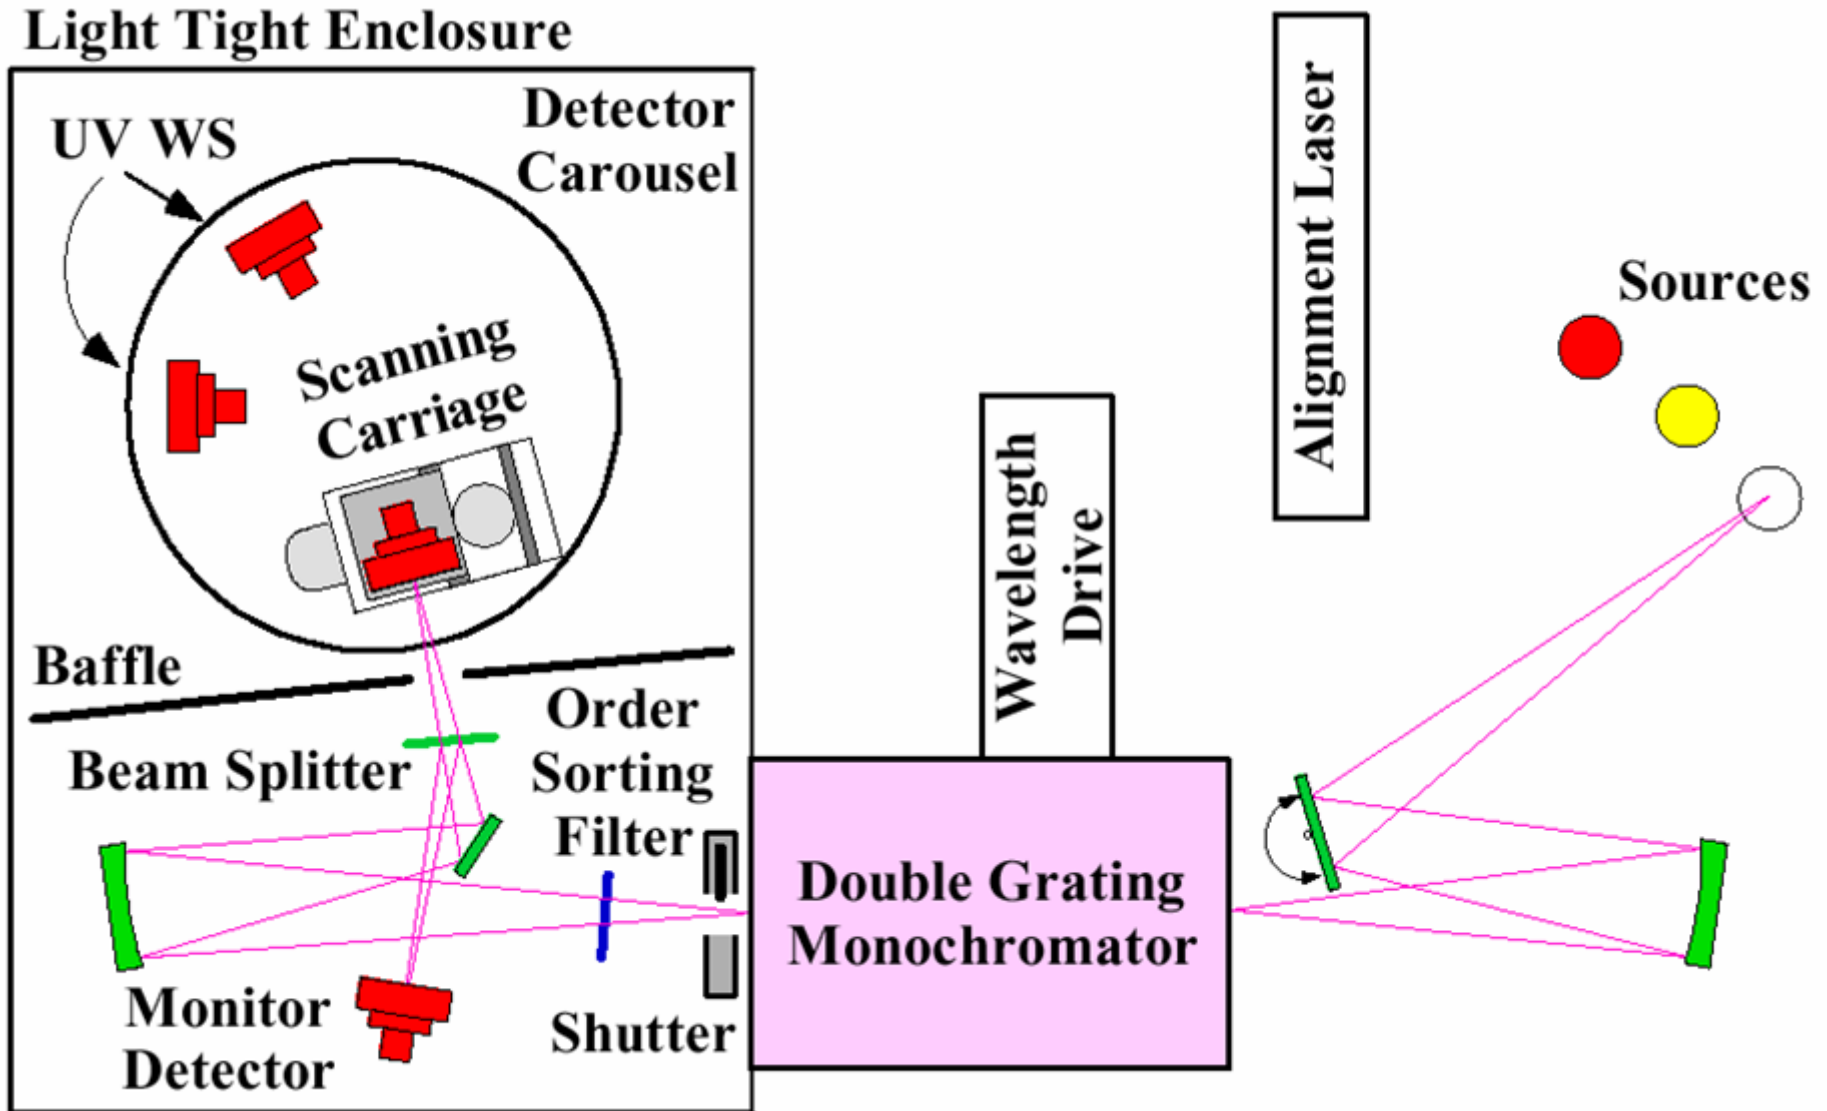 Light Tight Enclosure
UV WS
Detector
Carousel
Scanning
Carriage
Baffle
Beam Splitter
Order
Sorting
Filter
Shutter
Monitor
Detector
Wavelength
Drive
Double Grating
Monochromator
Alignment Laser
Sources